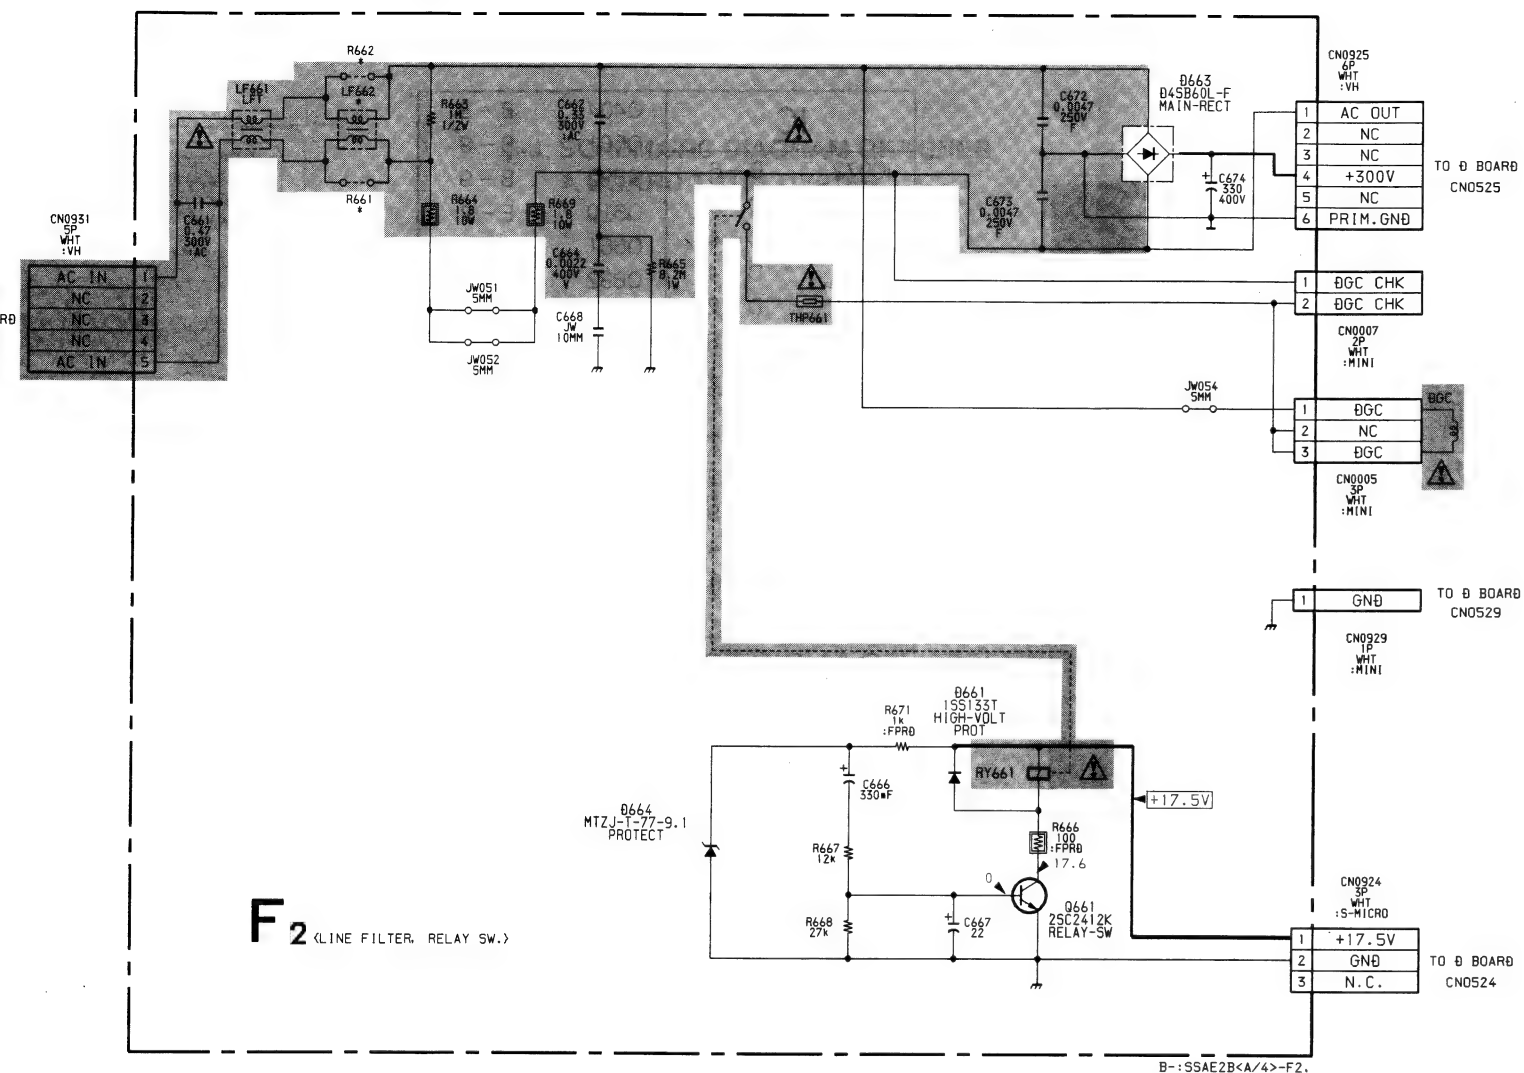 R662
*
CN0925
6P
WHT
:VH
LF661
LFT
LF662
*
R663
1M
1/2W
C662
0.33
300V
:AC
C672
0.0047
250V
F
D663
D4SB60L-F
MAIN-RECT
1 AC OUT
2 NC
3 NC
4 +300V
5 NC
6 PRIM.GND
TO D BOARD
CN0525
C674
330
400V
R661
*
R664
1.8
10W
R669
1.8
10W
C673
0.0047
250V
F
CN0931
5P
WHT
:VH
C661
0.47
300V
:AC
C664
0.0022
400V
V
R665
8.2M
1W
AC IN 1
NC 2
NC 3
NC 4
AC IN 5
RD
JW051
5MM
C668
JW
10MM
JW052
5MM
THP661
1 DGC CHK
2 DGC CHK
CN0007
2P
WHT
:MINI
JW054
5MM
1 DGC
2 NC
3 DGC
DGC
CN0005
3P
WHT
:MINI
1 GND
TO D BOARD
CN0529
CN0929
1P
WHT
:MINI
R671
1k
:FPRD
D661
1SS133T
HIGH-VOLT
PROT
RY661
C666
330mF
+17.5V
D664
MTZJ-T-77-9.1
PROTECT
R667
12k
R666
100
:FPRD
17.6
0
Q661
2SC2412K
RELAY-SW
R668
27k
C667
22
CN0924
3P
WHT
:S-MICRO
1 +17.5V
2 GND
3 N.C.
TO D BOARD
CN0524
F2 <LINE FILTER, RELAY SW.>
B-:SSAE2B<A/4>-F2.